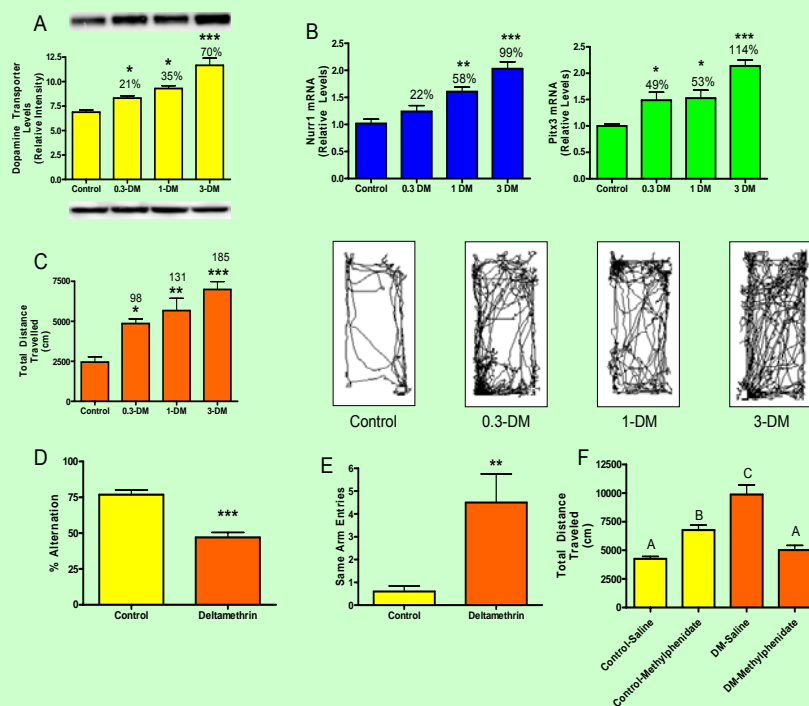 A
Dopamine Transporter
Levels
(Relative Intensity)
12.5
10.0
7.5
5.0
2.5
0.0
*
21%
*
35%
***
70%
Control
0.3-DM
1-DM
3-DM
B
Nurr1 mRNA
(Relative Levels)
2.5
2.0
1.5
1.0
0.5
0.0
22%
**
58%
***
99%
Control
0.3 DM
1 DM
3 DM
Pitx3 mRNA
(Relative Levels)
2.5
2.0
1.5
1.0
0.5
0.0
*
49%
*
53%
***
114%
Control
0.3 DM
1 DM
3 DM
C
Total Distance
Travelled
(cm)
7500
5000
2500
0
98
*
131
**
185
***
Control
0.3-DM
1-DM
3-DM
Control
0.3-DM
1-DM
3-DM
D
% Alternation
100
75
50
25
0
***
Control
Deltamethrin
E
Same Arm Entries
6
5
4
3
2
1
0
**
Control
Deltamethrin
F
Total Distance
Traveled
(cm)
12500
10000
7500
5000
2500
0
A
B
C
A
Control-Saline
Control-Methylphenidate
DM-Saline
DM-Methylphenidate